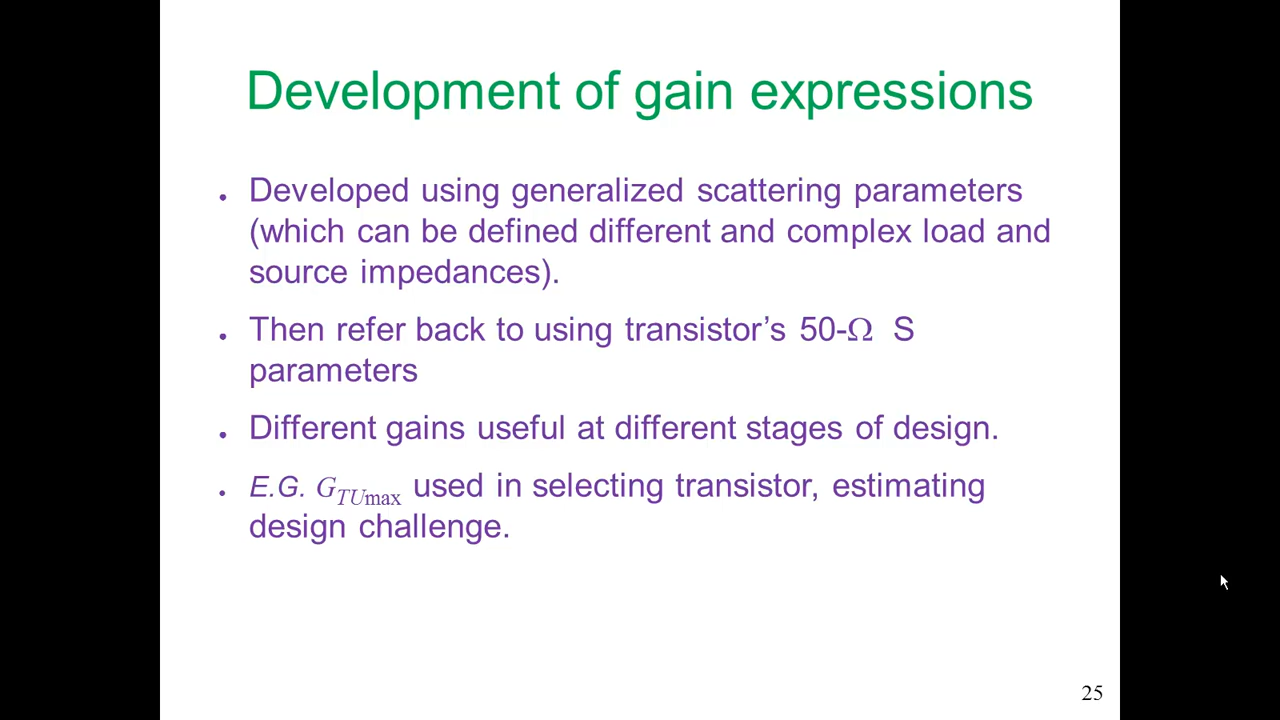 Development of gain expressions
• Developed using generalized scattering parameters
(which can be defined different and complex load and
source impedances).
• Then refer back to using transistor’s 50-Ω S
parameters
• Different gains useful at different stages of design.
• E.G. G_TUmax used in selecting transistor, estimating
design challenge.
25